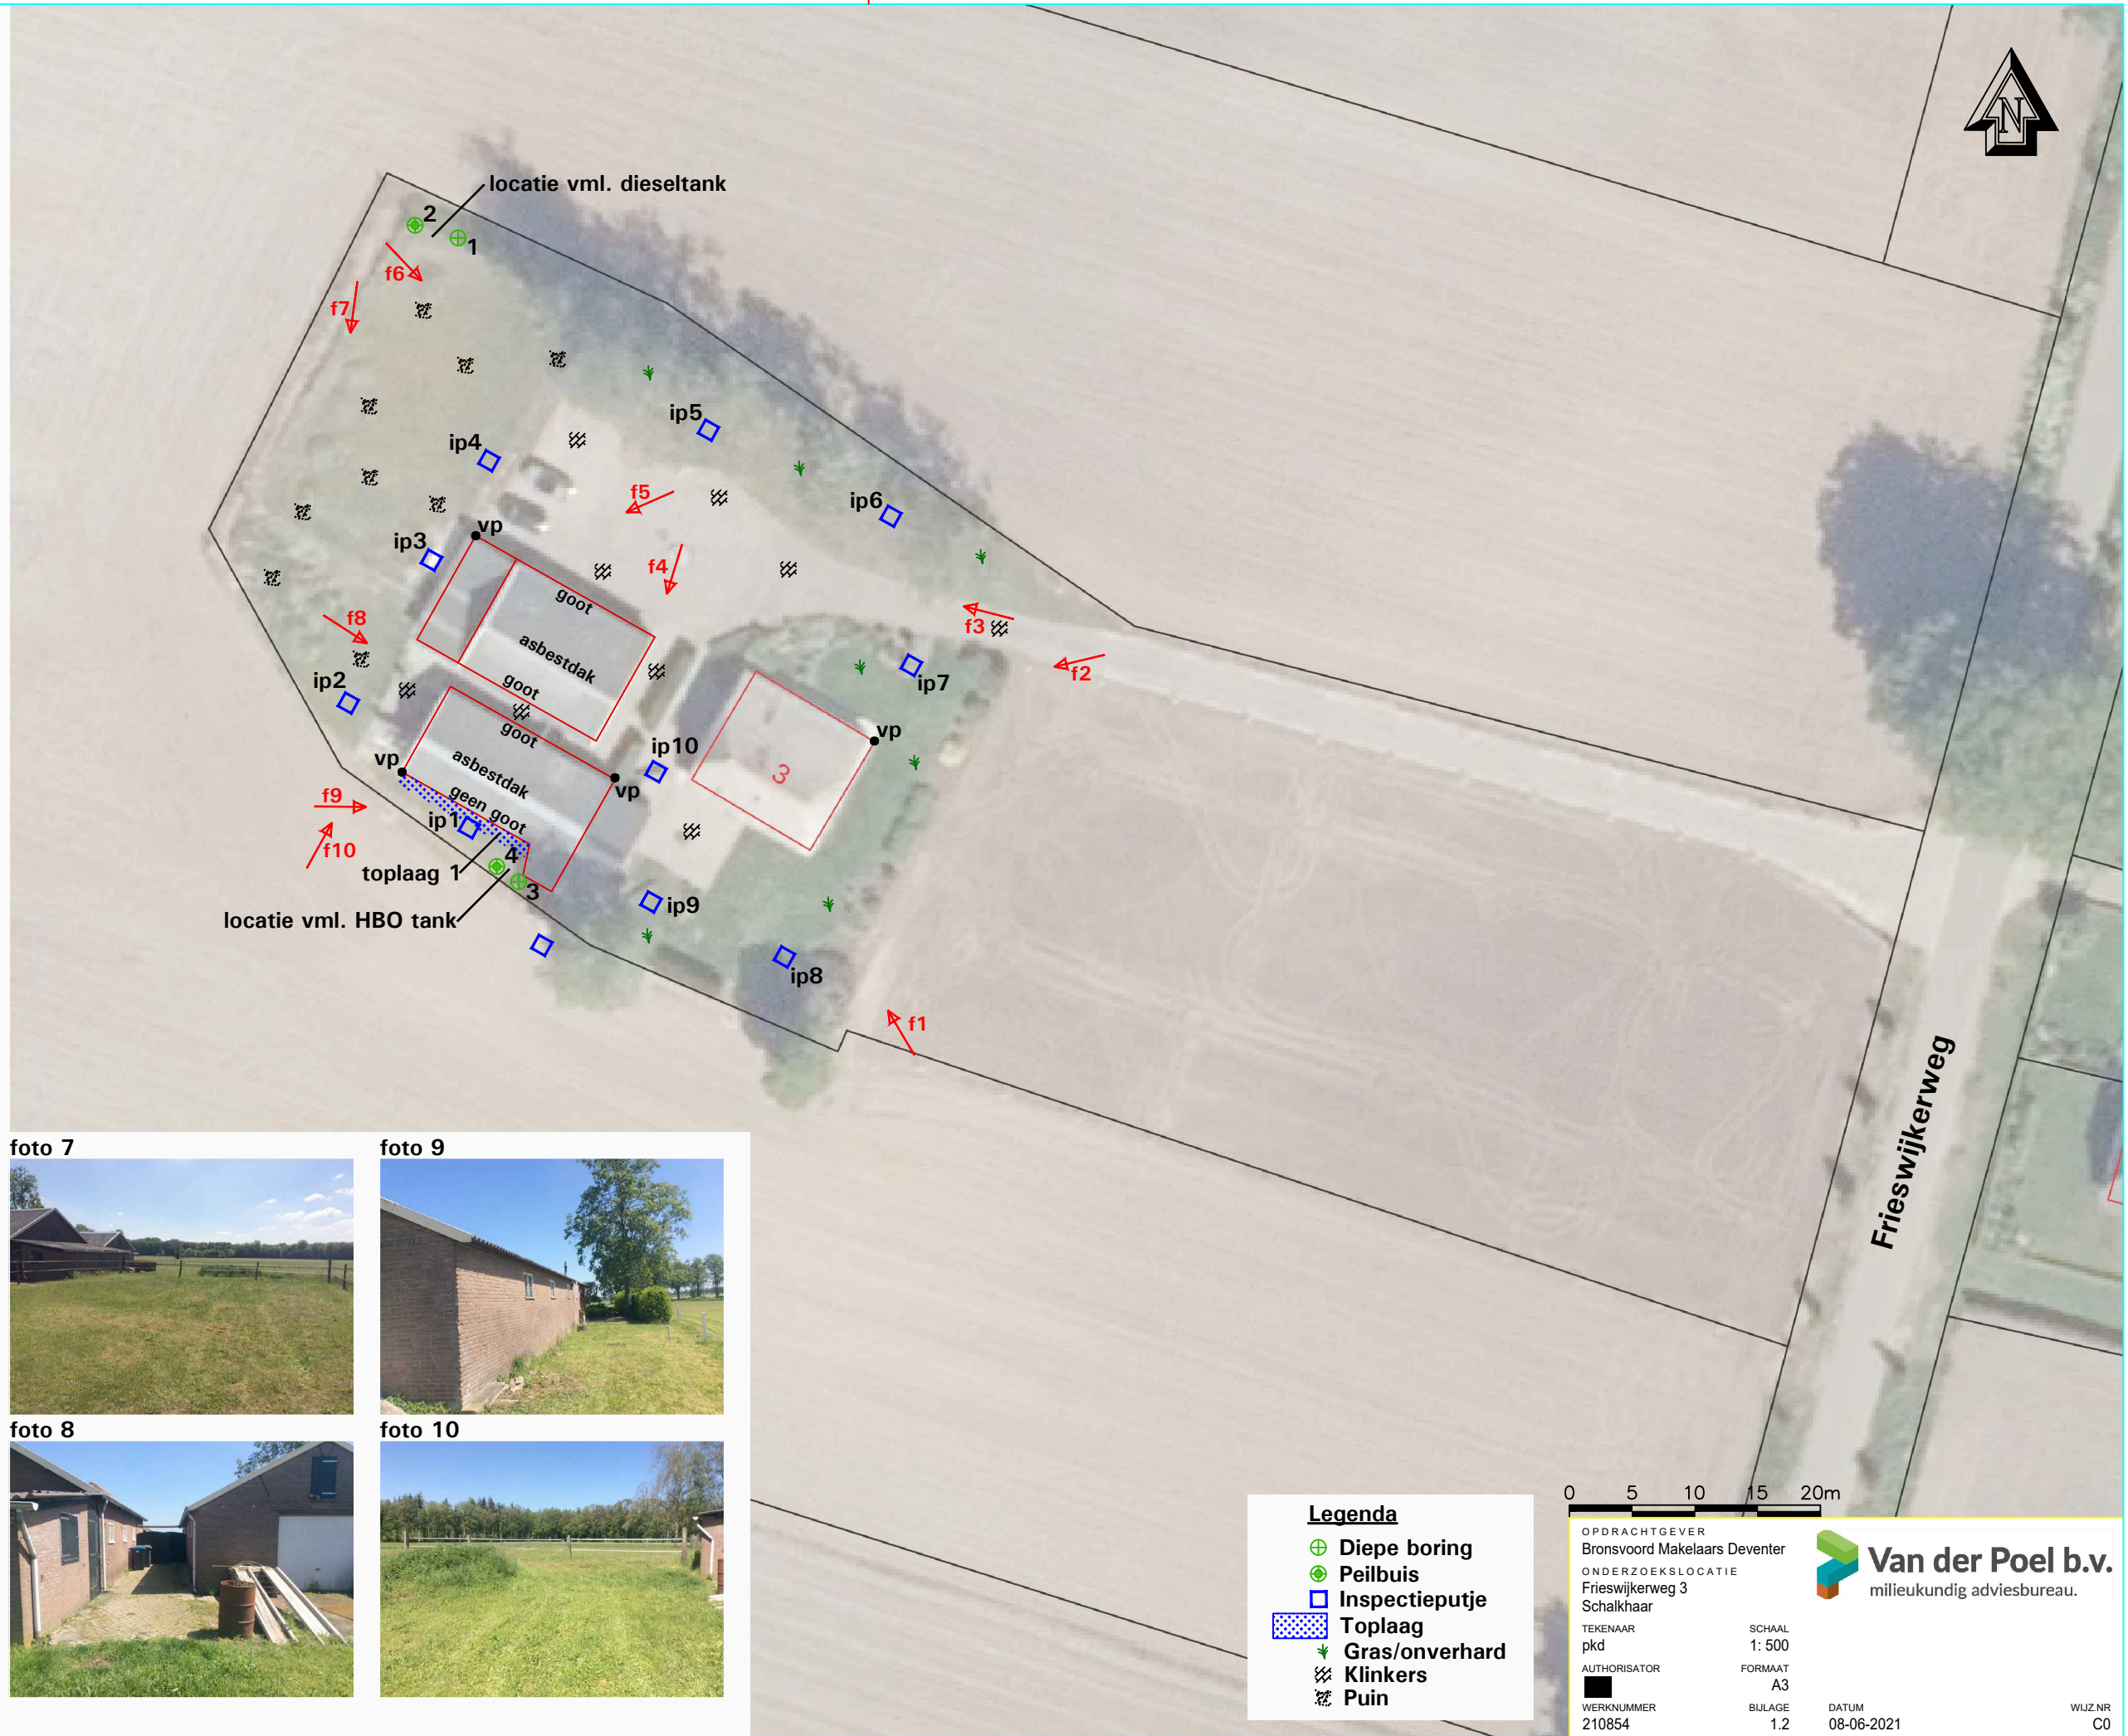 N
locatie vml. dieseltank
2
1
f6
f7
ip5
ip4
f5
ip6
vp
ip3
f4
goot
f3
f8
asbestdak
f2
ip2
goot
ip7
goot
vp
ip10
vp
asbestdak
3
vp
f9
geen goot
ip1
f10
4
toplaag 1
3
ip9
locatie vml. HBO tank
ip8
f1
Frieswijkerweg
foto 7
foto 9
foto 8
foto 10
0 5 10 15 20m
Legenda
Diepe boring
Peilbuis
Inspectieputje
Toplaag
Gras/onverhard
Klinkers
Puin
OPDRACHTGEVER
Bronsvoord Makelaars Deventer
ONDERZOEKSLOCATIE
Frieswijkerweg 3
Schalkhaar
Van der Poel b.v.
milieukundig adviesbureau.
TEKENAAR SCHAAL
pkd 1: 500
AUTHORISATOR FORMAAT
A3
WERKNUMMER BIJLAGE DATUM WIJZ.NR
210854 1.2 08-06-2021 C0